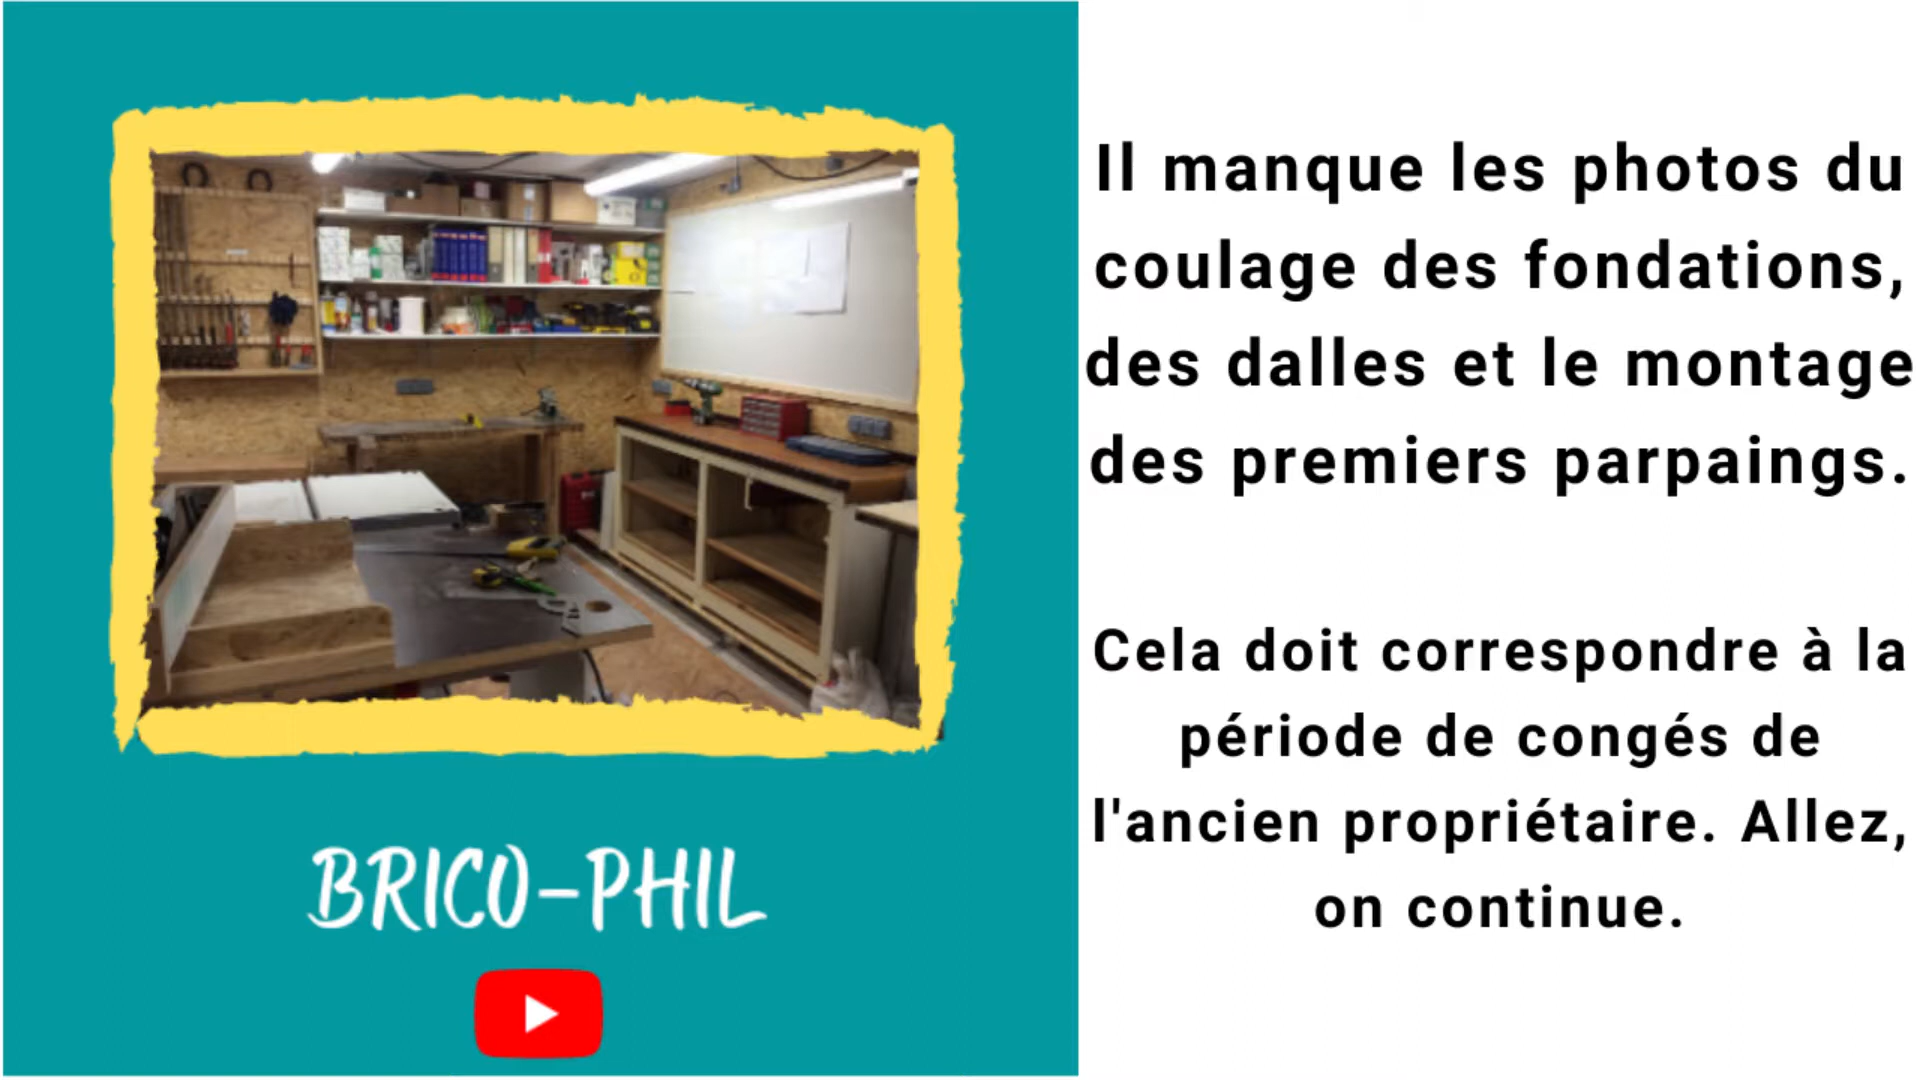 Il manque les photos du
coulage des fondations,
des dalles et le montage
des premiers parpaings.
Cela doit correspondre à la
période de congés de
l'ancien propriétaire. Allez,
on continue.
BRICO-PHIL